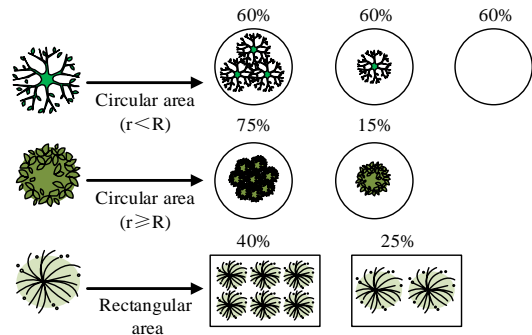 60% 60% 60%
Circular area
(r＜R)
75% 15%
Circular area
(r≥R)
40% 25%
Rectangular
area